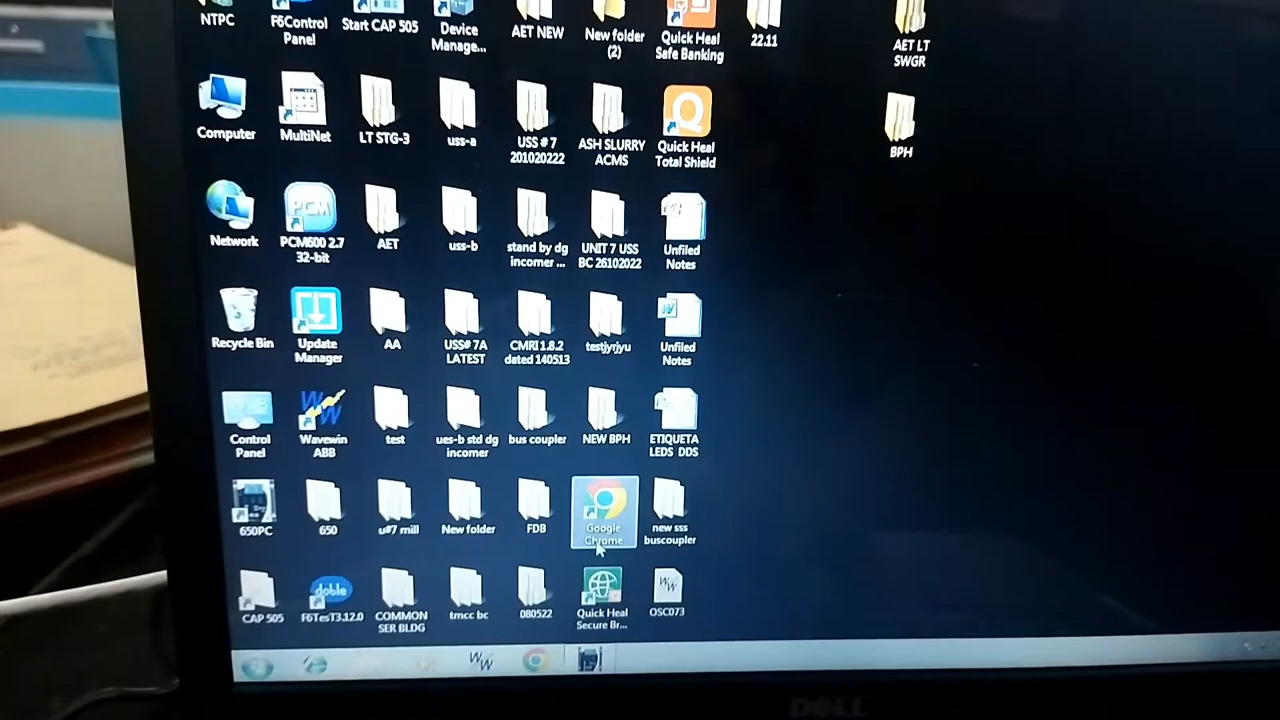 NTPC
F6Control
Panel
Start CAP 505
Device
Manage...
AET NEW
New folder
(2)
Quick Heal
Safe Banking
22.11
AET LT
SWGR
Computer
MultiNet
LT STG-3
uss-a
USS # 7
201020222
ASH SLURRY
ACMS
Quick Heal
Total Shield
BPH
Network
PCM
PCM600 2.7
32-bit
AET
uss-b
stand by dg
incomer ...
UNIT 7 USS
BC 26102022
Unfiled
Notes
Recycle Bin
Update
Manager
AA
USS# 7A
LATEST
CMRI 1.8.2
dated 140513
testjyrjyu
Unfiled
Notes
Control
Panel
Wavewin
ABB
test
ues-b std dg
incomer
bus coupler
NEW BPH
ETIQUETA
LEDS DDS
650PC
650
u#7 mill
New folder
FDB
Google
Chrome
new sss
buscoupler
CAP 505
doble
F6TesT3.12.0
COMMON
SER BLDG
tmcc bc
080522
Quick Heal
Secure Br...
OSC073
DELL